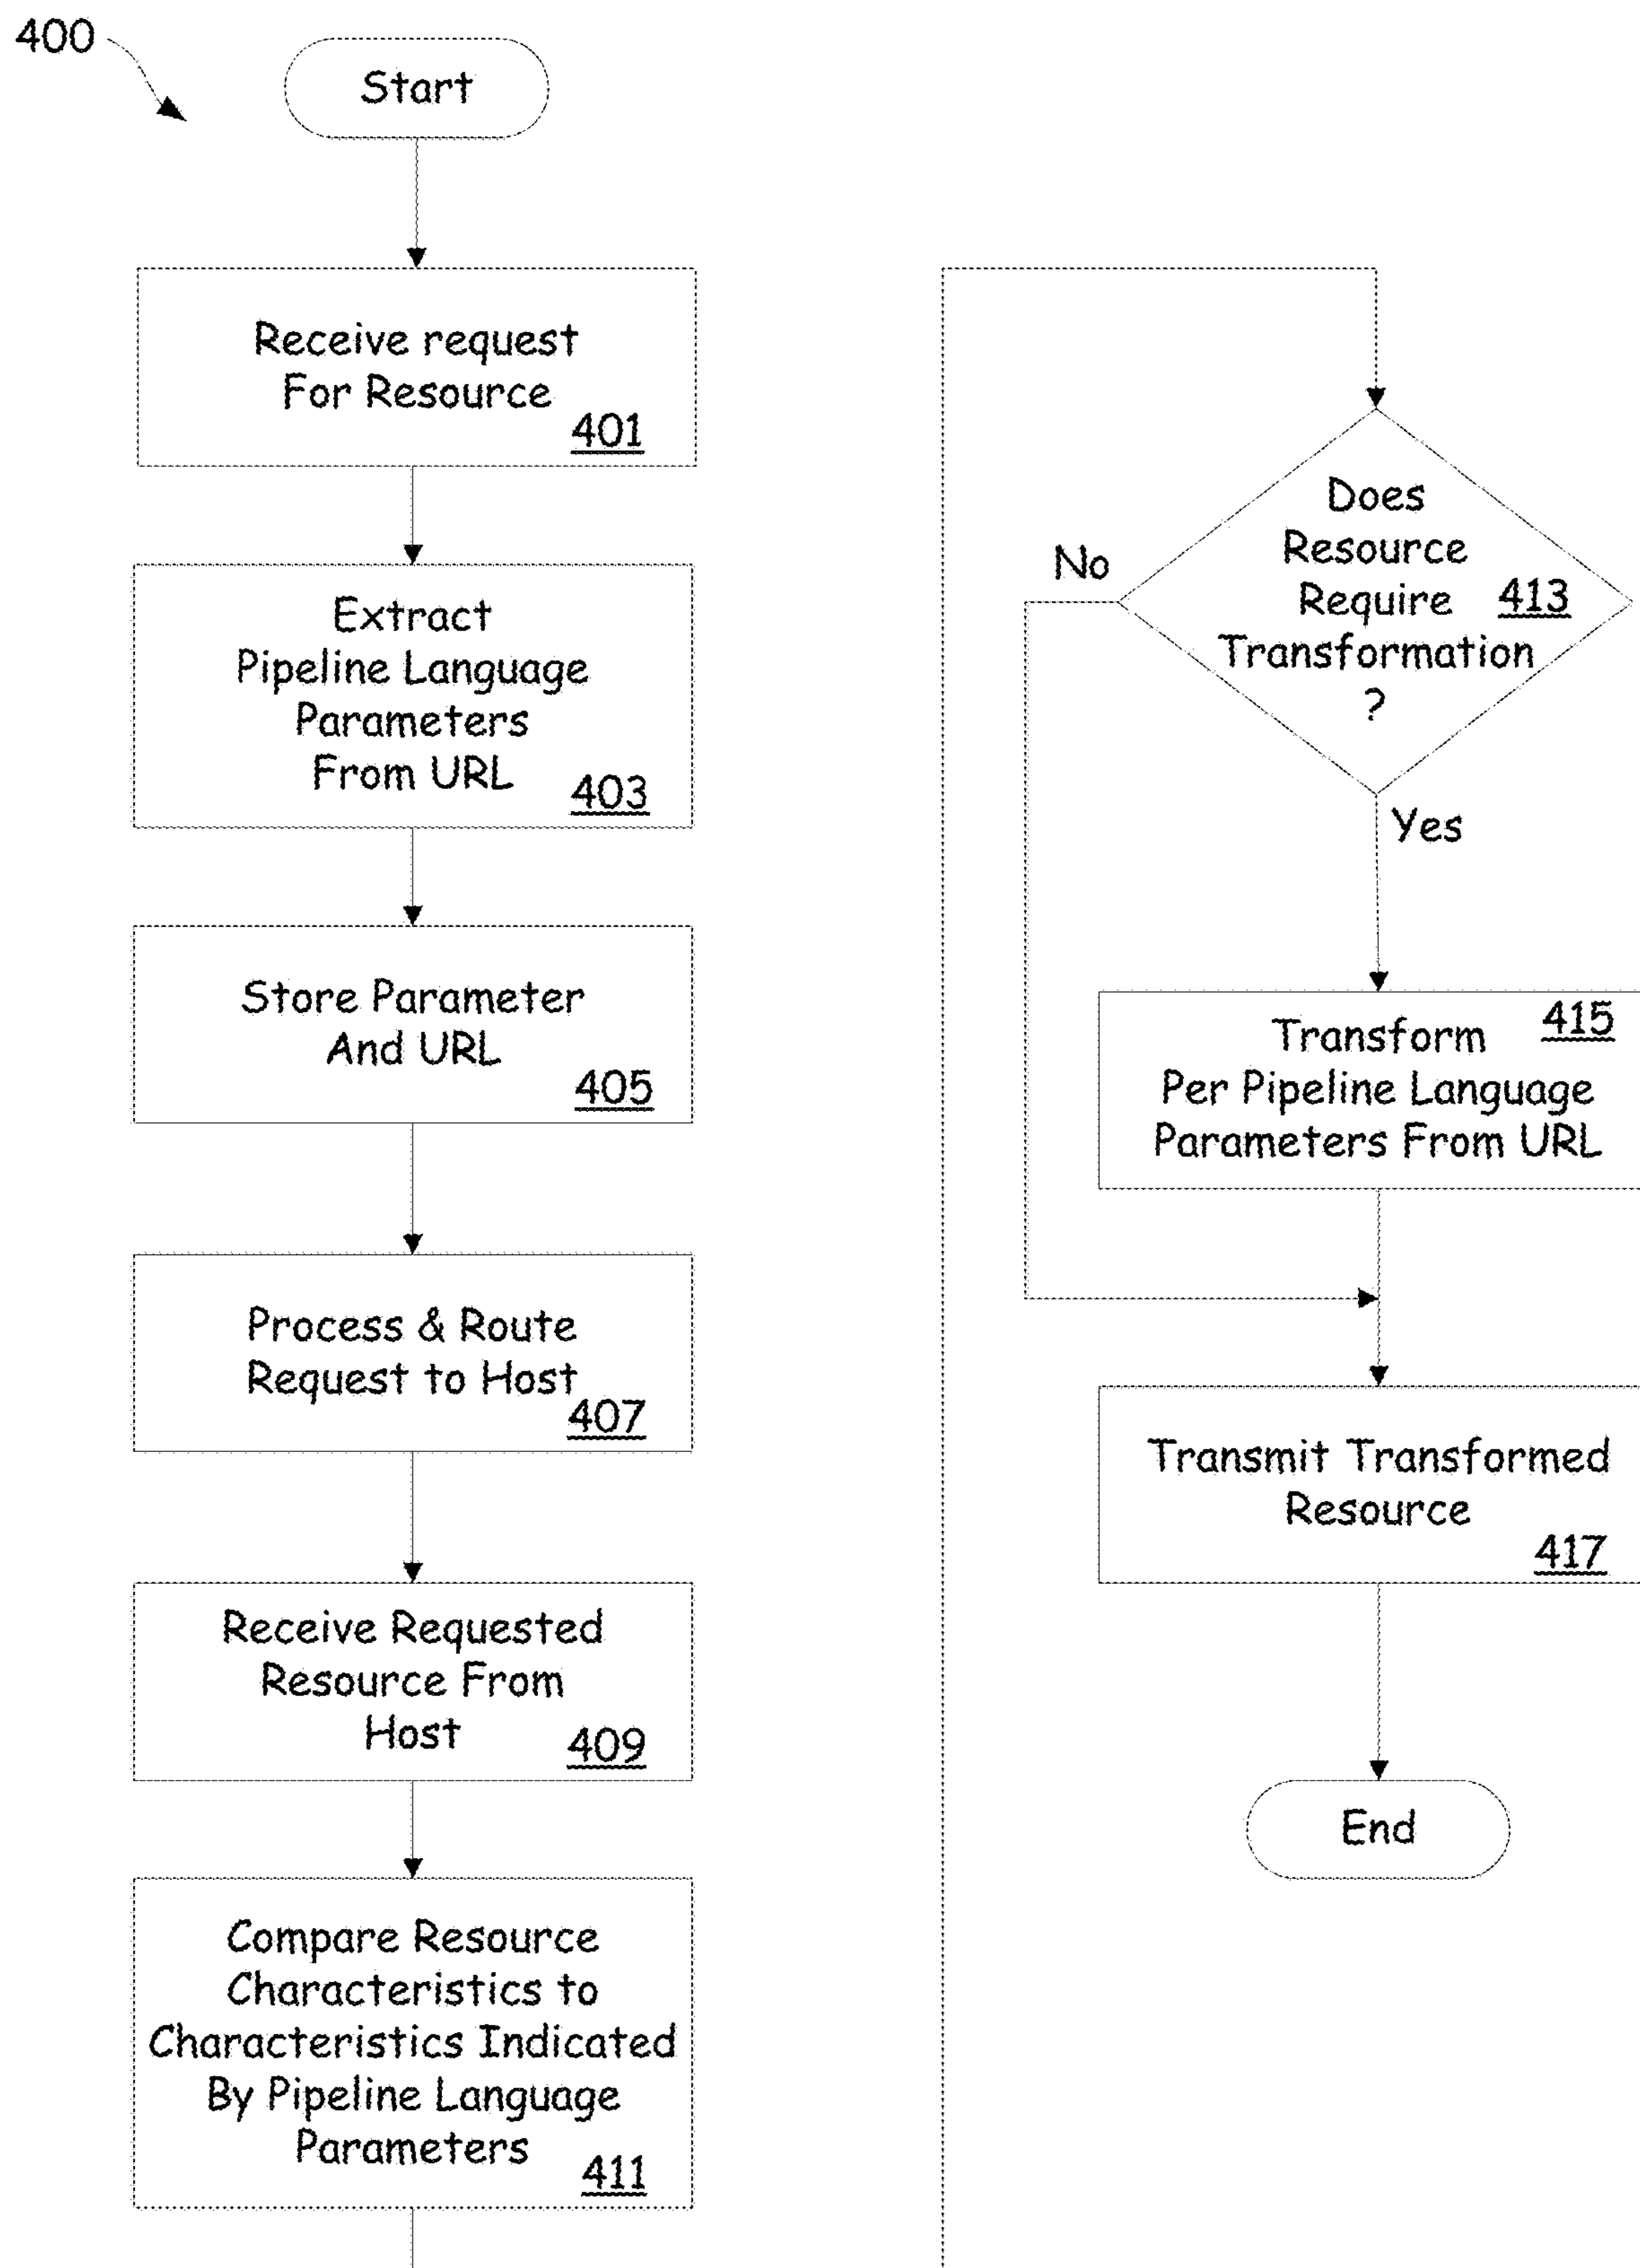 400
Start
Receive request
For Resource
401
Extract
Pipeline Language
Parameters
From URL
403
Store Parameter
And URL
405
Process & Route
Request to Host
407
Receive Requested
Resource From
Host
409
Compare Resource
Characteristics to
Characteristics Indicated
By Pipeline Language
Parameters
411
Does
Resource
Require
413
Transformation
?
No
Yes
415
Transform
Per Pipeline Language
Parameters From URL
Transmit Transformed
Resource
417
End